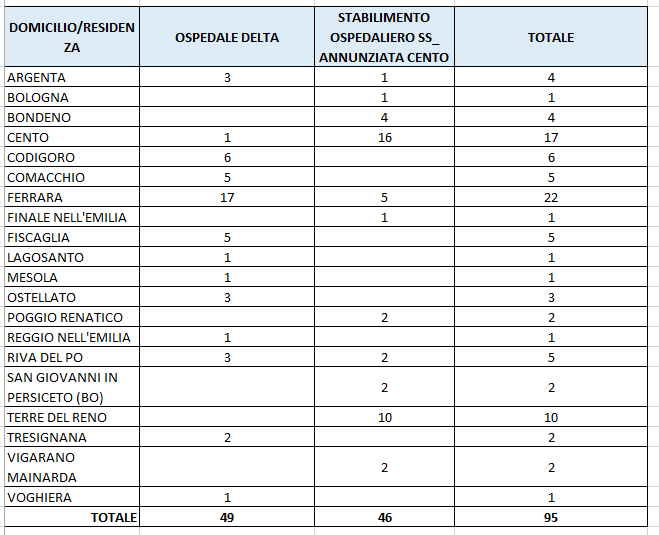 DOMICILIO/RESIDEN
ZA
OSPEDALE DELTA
STABILIMENTO
OSPEDALIERO SS_
ANNUNZIATA CENTO
TOTALE
ARGENTA 3 1 4
BOLOGNA 1 1
BONDENO 4 4
CENTO 1 16 17
CODIGORO 6 6
COMACCHIO 5 5
FERRARA 17 5 22
FINALE NELL'EMILIA 1 1
FISCAGLIA 5 5
LAGOSANTO 1 1
MESOLA 1 1
OSTELLATO 3 3
POGGIO RENATICO 2 2
REGGIO NELL'EMILIA 1 1
RIVA DEL PO 3 2 5
SAN GIOVANNI IN
PERSICETO (BO) 2 2
TERRE DEL RENO 10 10
TRESIGNANA 2 2
VIGARANO
MAINARDA 2 2
VOGHIERA 1 1
TOTALE 49 46 95